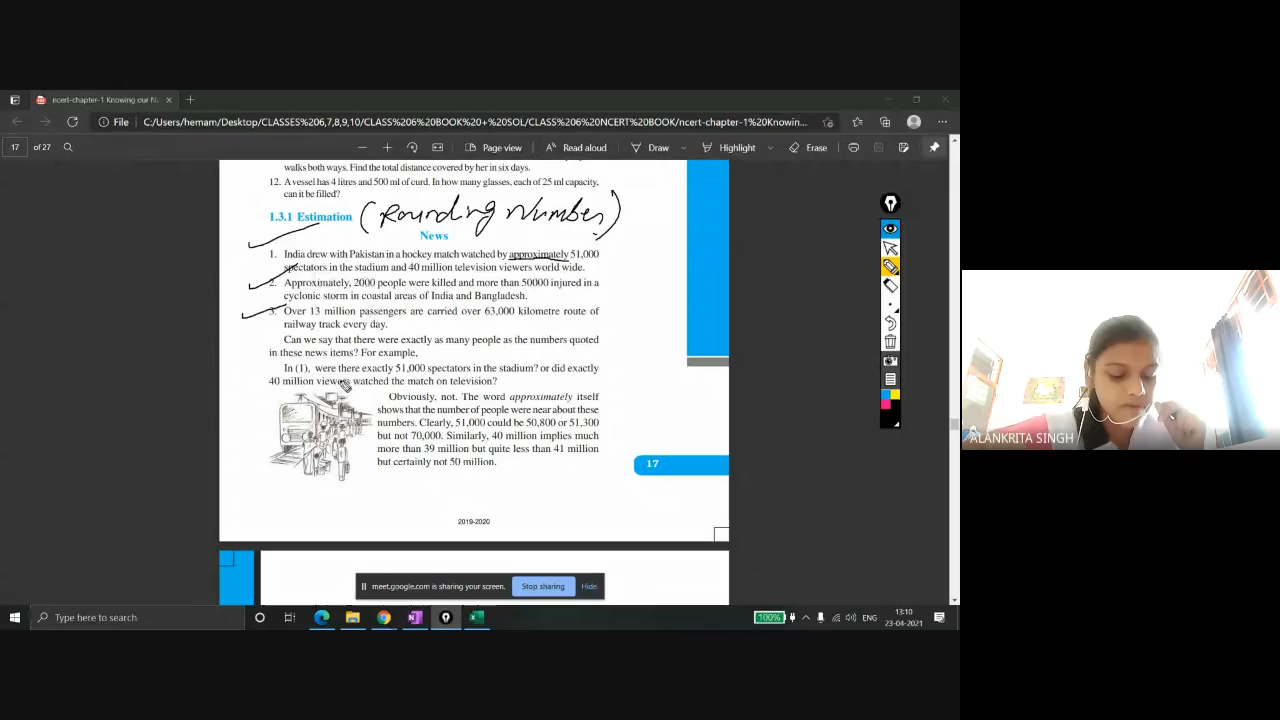 ncert-chapter-1 Knowing our N
File C:/Users/hemam/Desktop/CLASSES%206,7,8,9,10/CLASS%206%20BOOK%20+%20SOL/CLASS%206%20NCERT%20BOOK/ncert-chapter-1%20Knowin...
17 of 27 Page view Read aloud Draw Highlight Erase
walks both ways. Find the total distance covered by her in six days.
12. A vessel has 4 litres and 500 ml of curd. In how many glasses, each of 25 ml capacity,
can it be filled?
1.3.1 Estimation (Rounding Number)
News
1. India drew with Pakistan in a hockey match watched by approximately 51,000
spectators in the stadium and 40 million television viewers world wide.
2. Approximately, 2000 people were killed and more than 50000 injured in a
cyclonic storm in coastal areas of India and Bangladesh.
3. Over 13 million passengers are carried over 63,000 kilometre route of
railway track every day.
Can we say that there were exactly as many people as the numbers quoted
in these news items? For example,
In (1), were there exactly 51,000 spectators in the stadium? or did exactly
40 million viewers watched the match on television?
Obviously, not. The word approximately itself
shows that the number of people were near about these
numbers. Clearly, 51,000 could be 50,800 or 51,300
but not 70,000. Similarly, 40 million implies much
more than 39 million but quite less than 41 million
but certainly not 50 million.
17
2019-2020
ALANKRITA SINGH
meet.google.com is sharing your screen. Stop sharing Hide
Type here to search
100% ENG 13:10
23-04-2021